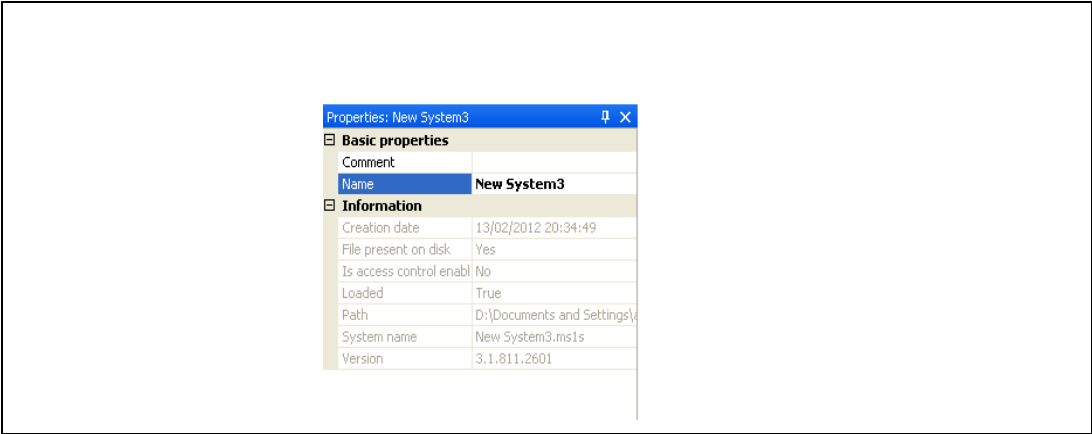 Properties: New System3
Basic properties
Comment
Name New System3
Information
Creation date 13/02/2012 20:34:49
File present on disk Yes
Is access control enabl No
Loaded True
Path D:\Documents and Settings\
System name New System3.ms1s
Version 3.1.811.2601